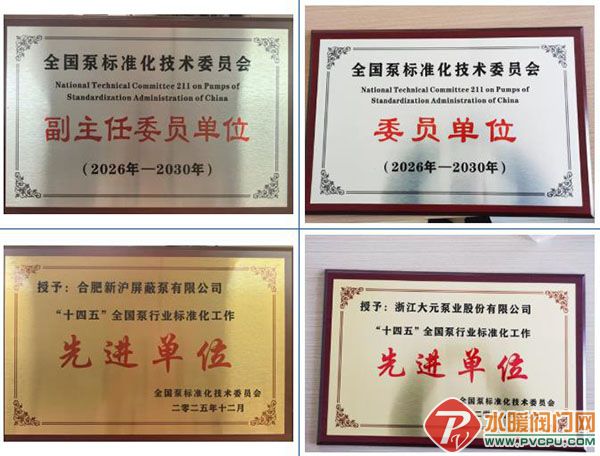 全国泵标准化技术委员会
National Technical Committee 211 on Pumps of
Standardization Administration of China
副主任委员单位
(2026年—2030年)
全国泵标准化技术委员会
National Technical Committee 211 on Pumps of
Standardization Administration of China
委员单位
(2026年—2030年)
授予：合肥新沪屏蔽泵有限公司
“十四五”全国泵行业标准化工作
先进单位
全国泵标准化技术委员会
二零二五年十二月
授予：浙江大元泵业股份有限公司
“十四五”全国泵行业标准化工作
先进单位
全国泵标准化技术委员会
水暖阀门网
WWW.PVCPU.COM